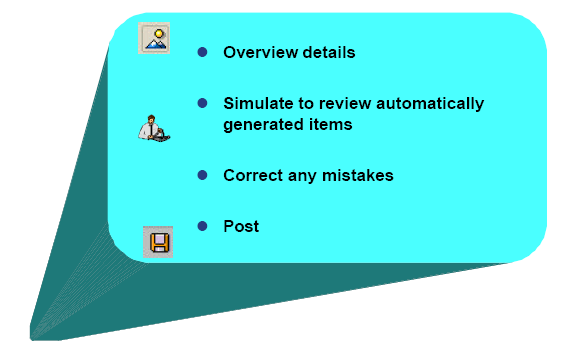 Overview details
Simulate to review automatically
generated items
Correct any mistakes
Post